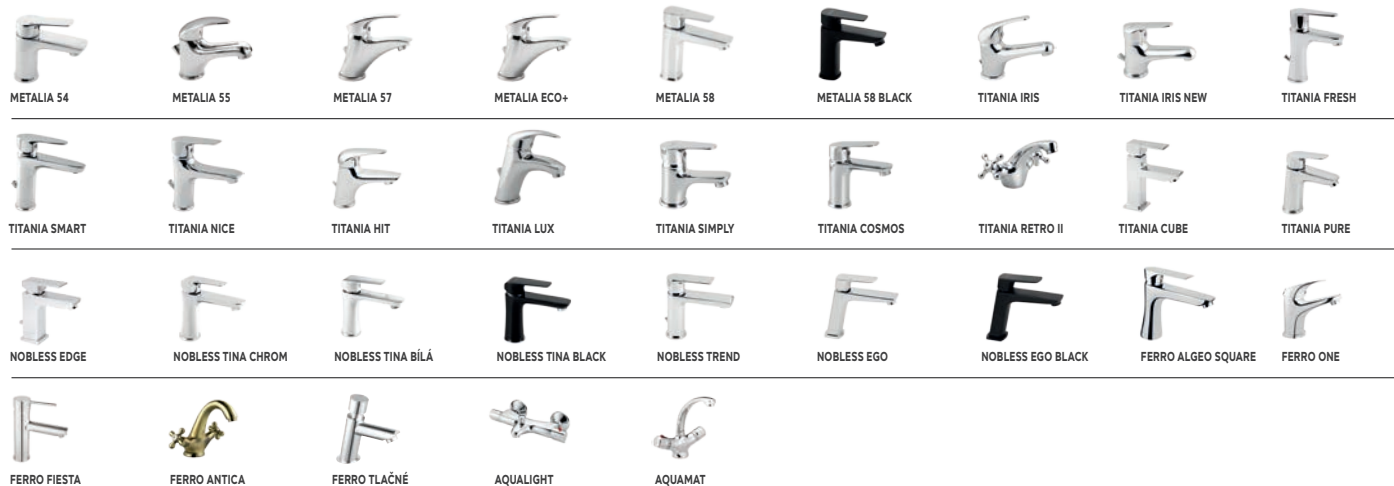 METALIA 54
METALIA 55
METALIA 57
METALIA ECO+
METALIA 58
METALIA 58 BLACK
TITANIA IRIS
TITANIA IRIS NEW
TITANIA FRESH
TITANIA SMART
TITANIA NICE
TITANIA HIT
TITANIA LUX
TITANIA SIMPLY
TITANIA COSMOS
TITANIA RETRO II
TITANIA CUBE
TITANIA PURE
NOBLESS EDGE
NOBLESS TINA CHROM
NOBLESS TINA BÍLÁ
NOBLESS TINA BLACK
NOBLESS TREND
NOBLESS EGO
NOBLESS EGO BLACK
FERRO ALGEO SQUARE
FERRO ONE
FERRO FIESTA
FERRO ANTICA
FERRO TLAČNÉ
AQUALIGHT
AQUAMAT